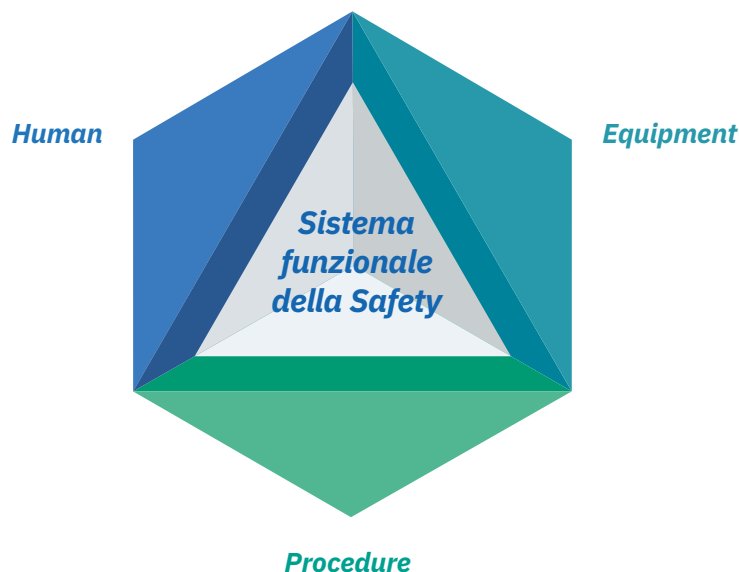 Human
Equipment
Sistema
funzionale
della Safety
Procedure